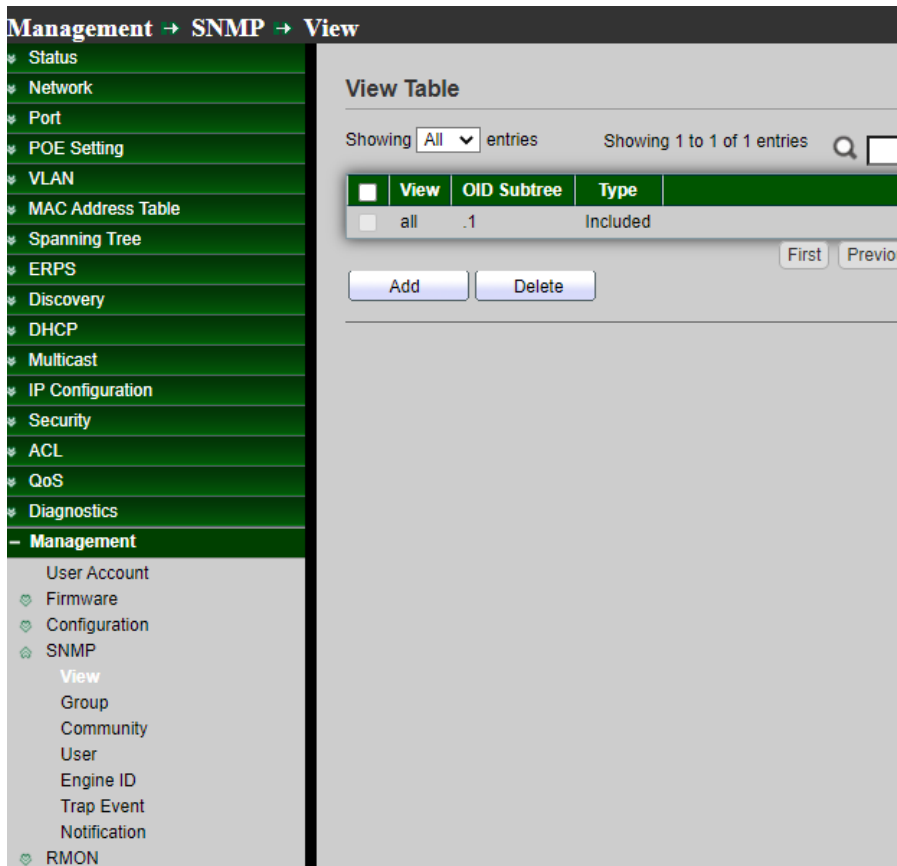 Management → SNMP → View
Status
Network
Port
POE Setting
VLAN
MAC Address Table
Spanning Tree
ERPS
Discovery
DHCP
Multicast
IP Configuration
Security
ACL
QoS
Diagnostics
Management
User Account
Firmware
Configuration
SNMP
View
Group
Community
User
Engine ID
Trap Event
Notification
RMON
View Table
Showing All entries Showing 1 to 1 of 1 entries
View OID Subtree Type
all .1 Included
First Previo
Add Delete